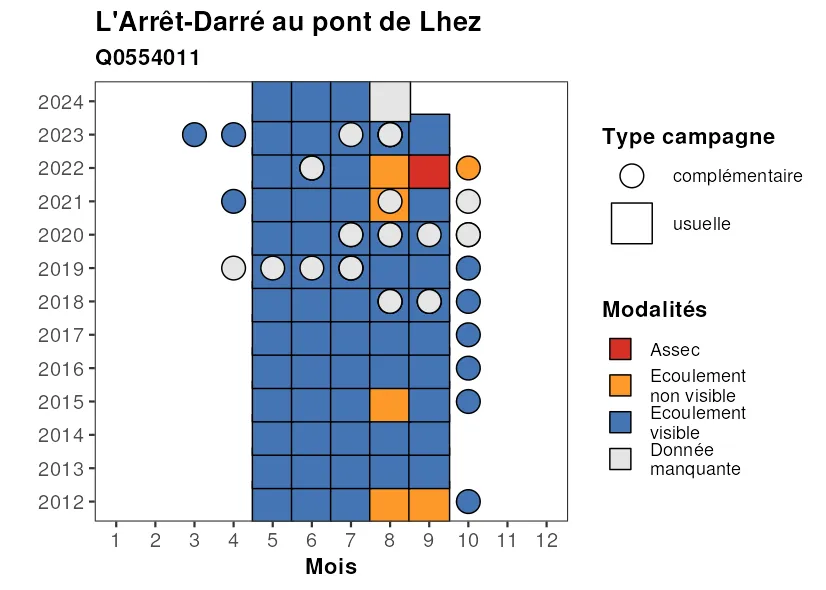 L'Arrêt-Darré au pont de Lhez
Q0554011
2024
2023
2022
2021
2020
2019
2018
2017
2016
2015
2014
2013
2012
1 2 3 4 5 6 7 8 9 10 11 12
Mois
Type campagne
complémentaire
usuelle
Modalités
Assec
Ecoulement
non visible
Ecoulement
visible
Donnée
manquante